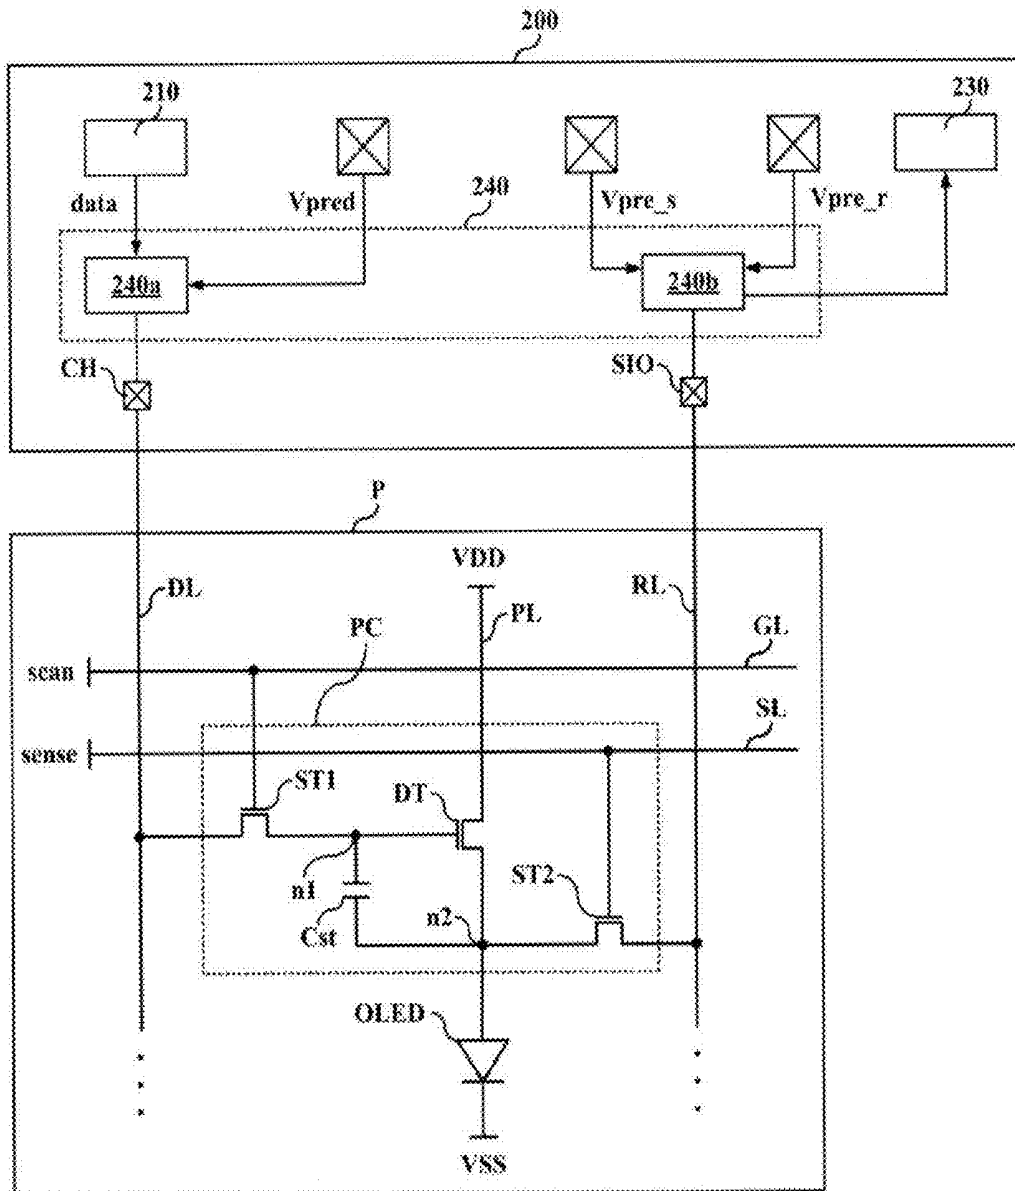 200
210
230
data
Vpred
240
Vpre_s
Vpre_r
240a
240b
CH
SIO
P
VDD
DL
RL
PL
PC
GL
scan
SL
sense
ST1
DT
ST2
n1
n2
Cst
OLED
VSS